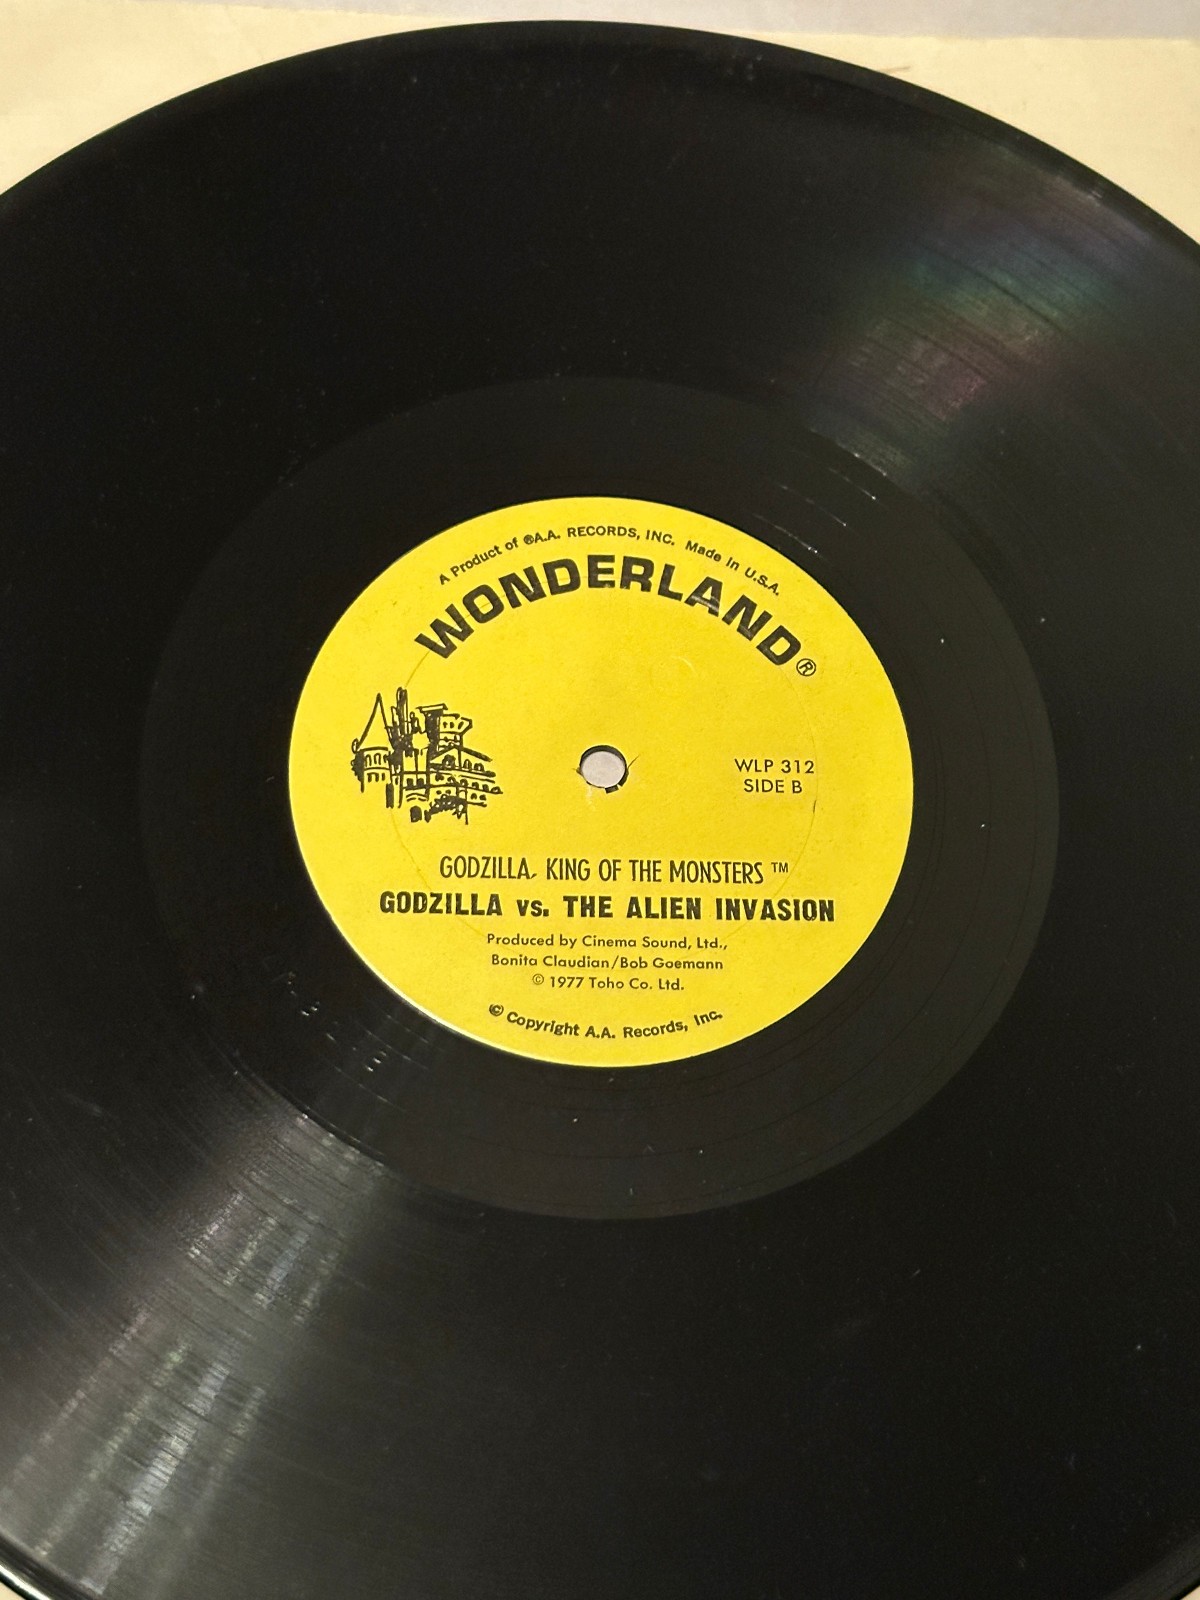 A Product of ®A.A. RECORDS, INC. Made in U.S.A.
WONDERLAND®
WLP 312
SIDE B
GODZILLA, KING OF THE MONSTERS ™
GODZILLA vs. THE ALIEN INVASION
Produced by Cinema Sound, Ltd.,
Bonita Claudian/Bob Goemann
© 1977 Toho Co. Ltd.
© Copyright A.A. Records, Inc.